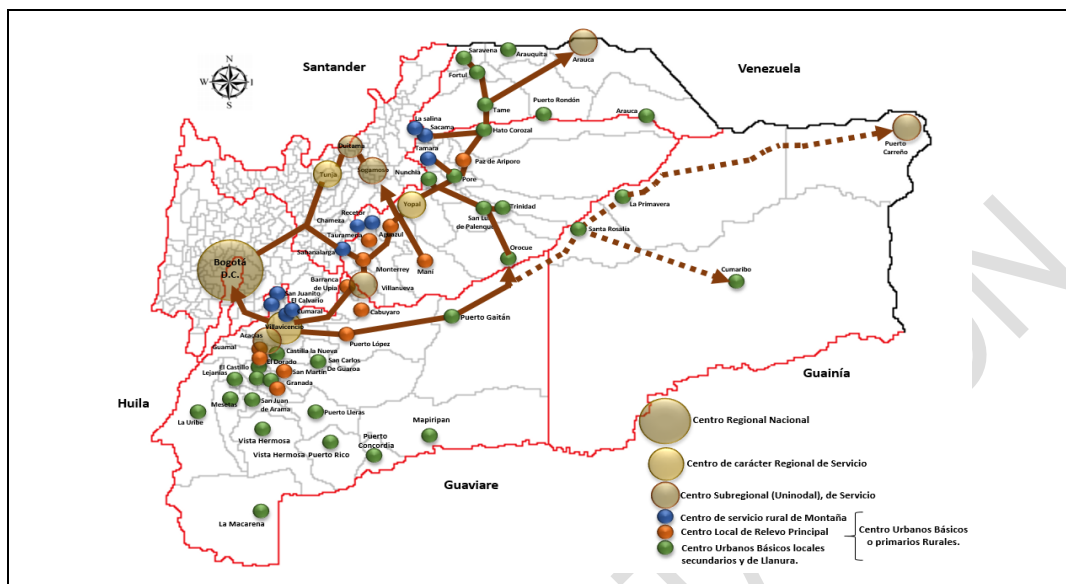 Saravena
Arauquita
Arauca
Santander
Venezuela
N
W
I
S
Fortul
Tame
Puerto Rondón
Arauca
La salina
Sacama
Hato Corozal
Puerto
Carreño
Duitama
Tamara
Paz de Ariporo
Tunja
Sogamoso
Nunchía
Pore
Yopal
La Primavera
Recetor
Chameza
Trinidad
San Luis
de Palenque
Tauramena
Aguazul
Santa Rosalía
Sabanalarga
Orocue
Bogotá
D.C.
Monterrey
Maní
Cumaribo
Barranca
de Upia
Villanueva
San Juanito
El Calvario
Cumaral
Cabuyaro
Villavicencio
Puerto Gaitán
Puerto López
Acacias
Guamal
Castilla la Nueva
El Dorado
San Carlos
de Guaroa
El Castillo
San Martín
Lejanías
Granada
Guainía
Huila
Mesetas
San Juan
de Arama
La Uribe
Puerto Lleras
Mapiripan
Vista Hermosa
Puerto
Concordia
Vista Hermosa
Puerto Rico
Guaviare
La Macarena
Centro Regional Nacional
Centro de carácter Regional de Servicio
Centro Subregional (Uninodal), de Servicio
Centro de servicio rural de Montaña
Centro Local de Relevo Principal
Centro Urbanos Básicos locales
secundarios y de Llanura.
Centro Urbanos Básicos
o primarios Rurales.